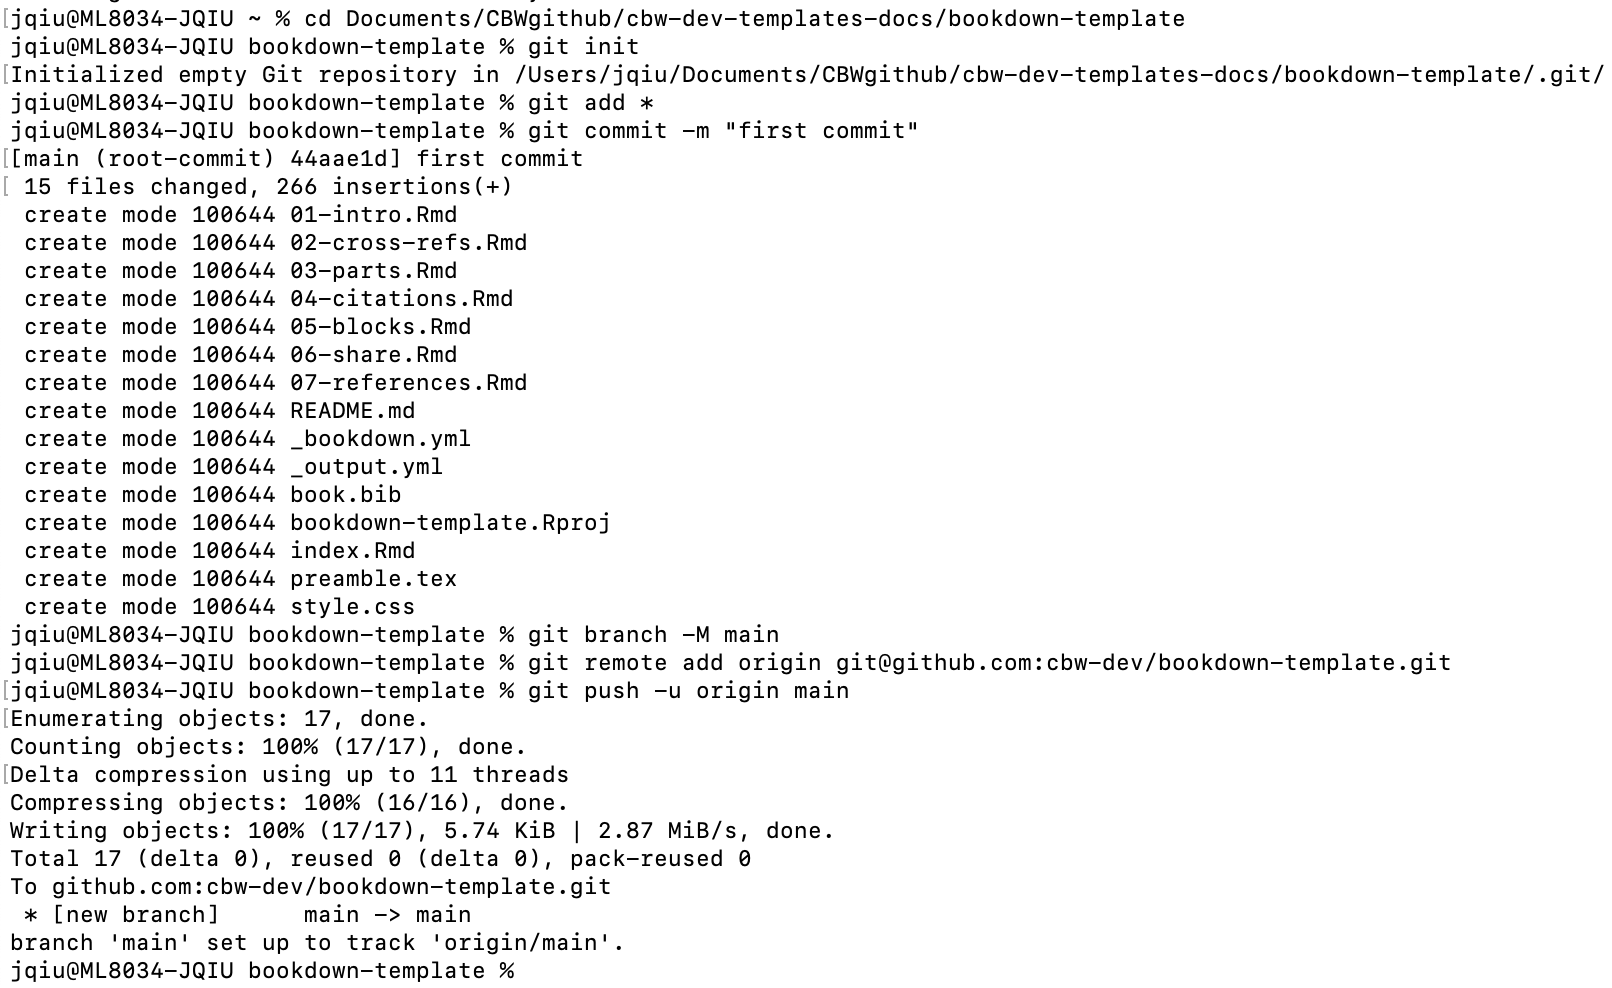 [jqiu@ML8034-JQIU ~ % cd Documents/CBWgithub/cbw-dev-templates-docs/bookdown-template
jqiu@ML8034-JQIU bookdown-template % git init
[Initialized empty Git repository in /Users/jqiu/Documents/CBWgithub/cbw-dev-templates-docs/bookdown-template/.git/
jqiu@ML8034-JQIU bookdown-template % git add *
jqiu@ML8034-JQIU bookdown-template % git commit -m "first commit"
[[main (root-commit) 44aae1d] first commit
[ 15 files changed, 266 insertions(+)
create mode 100644 01-intro.Rmd
create mode 100644 02-cross-refs.Rmd
create mode 100644 03-parts.Rmd
create mode 100644 04-citations.Rmd
create mode 100644 05-blocks.Rmd
create mode 100644 06-share.Rmd
create mode 100644 07-references.Rmd
create mode 100644 README.md
create mode 100644 _bookdown.yml
create mode 100644 _output.yml
create mode 100644 book.bib
create mode 100644 bookdown-template.Rproj
create mode 100644 index.Rmd
create mode 100644 preamble.tex
create mode 100644 style.css
jqiu@ML8034-JQIU bookdown-template % git branch -M main
jqiu@ML8034-JQIU bookdown-template % git remote add origin git@github.com:cbw-dev/bookdown-template.git
[jqiu@ML8034-JQIU bookdown-template % git push -u origin main
[Enumerating objects: 17, done.
Counting objects: 100% (17/17), done.
[Delta compression using up to 11 threads
Compressing objects: 100% (16/16), done.
Writing objects: 100% (17/17), 5.74 KiB | 2.87 MiB/s, done.
Total 17 (delta 0), reused 0 (delta 0), pack-reused 0
To github.com:cbw-dev/bookdown-template.git
* [new branch]      main -> main
branch 'main' set up to track 'origin/main'.
jqiu@ML8034-JQIU bookdown-template %